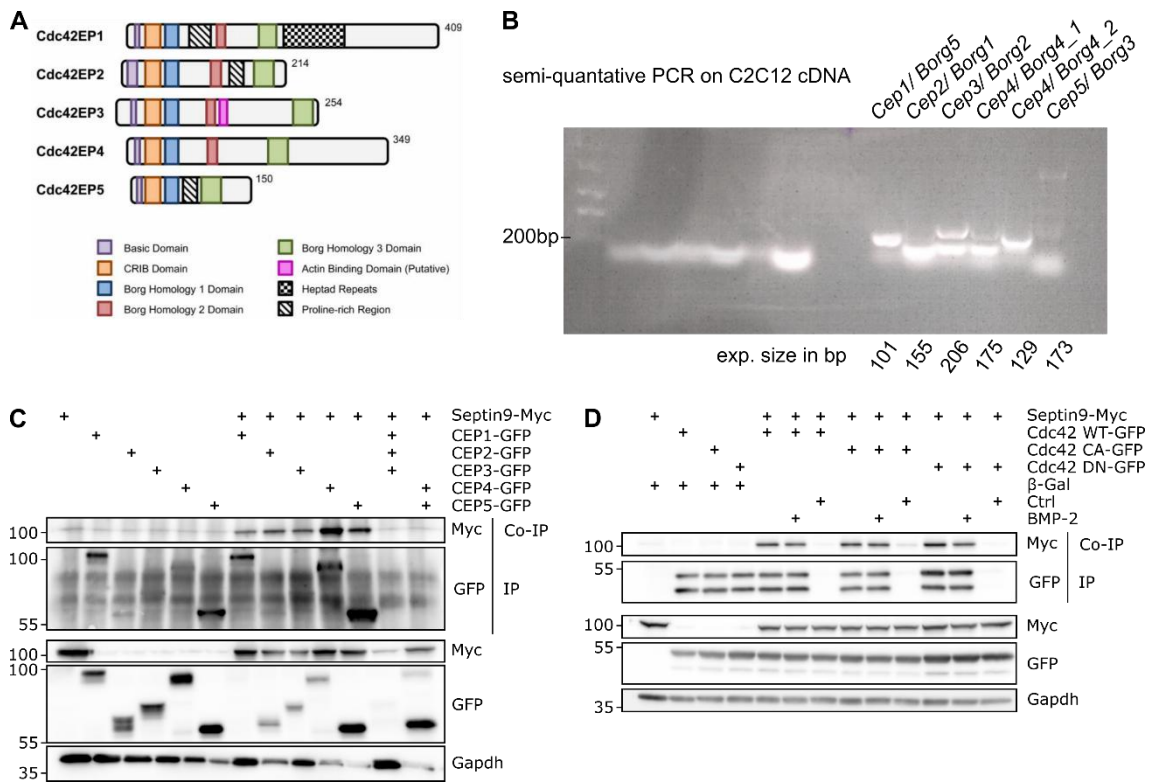 A
Cdc42EP1
409
Cdc42EP2
214
Cdc42EP3
254
Cdc42EP4
349
Cdc42EP5
150
Basic Domain
CRIB Domain
Borg Homology 1 Domain
Borg Homology 2 Domain
Borg Homology 3 Domain
Actin Binding Domain (Putative)
Heptad Repeats
Proline-rich Region
B
semi-quantative PCR on C2C12 cDNA
Cep1/ Borg5
Cep2/ Borg1
Cep3/ Borg2
Cep4/ Borg4_1
Cep4/ Borg4_2
Cep5/ Borg3
200bp
exp. size in bp
101
155
206
175
129
173
C
+ + + + + + + + Septin9-Myc
+ + + CEP1-GFP
+ + + CEP2-GFP
+ + + CEP3-GFP
+ + + CEP4-GFP
+ + + CEP5-GFP
100 Myc Co-IP
100
GFP IP
55
100 Myc
100
GFP
55
Gapdh
35
D
+ + + + + + + + + + Septin9-Myc
+ + + + Cdc42 WT-GFP
+ + + + Cdc42 CA-GFP
+ + + + Cdc42 DN-GFP
+ + + + β-Gal
+ + + Ctrl
+ + + BMP-2
100 Myc Co-IP
55
GFP IP
100 Myc
55
GFP
35 Gapdh